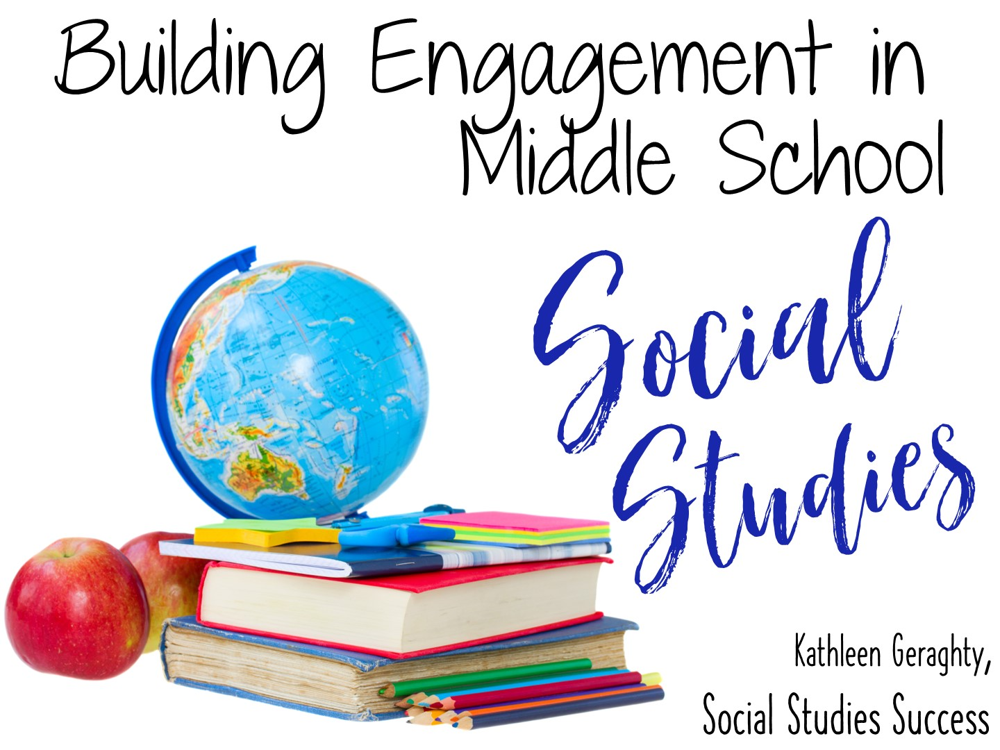 Building Engagement in
Middle School
Social
Studies
Kathleen Geraghty,
Social Studies Success